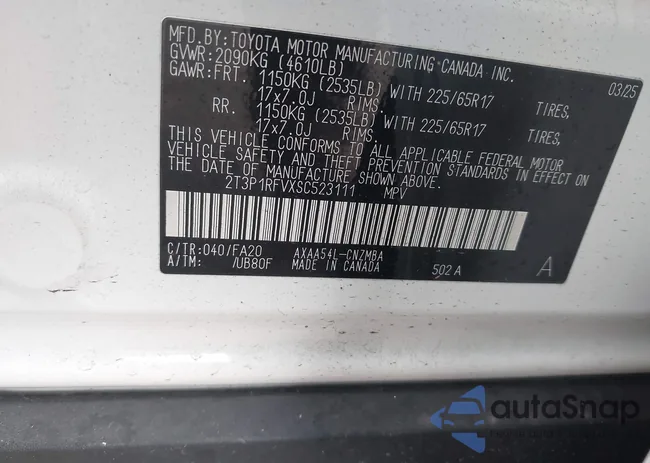 MFD.BY:TOYOTA MOTOR MANUFACTURING CANADA INC.
GVWR:2090KG (4610LB) 03/25
GAWR:FRT. 1150KG (2535LB) WITH 225/65R17 TIRES,
17x7.0J RIMS.
RR. 1150KG (2535LB) WITH 225/65R17 TIRES,
17x7.0J RIMS.
THIS VEHICLE CONFORMS TO ALL APPLICABLE FEDERAL MOTOR
VEHICLE SAFETY AND THEFT PREVENTION STANDARDS IN EFFECT ON
THE DATE OF MANUFACTURE SHOWN ABOVE.
2T3P1RFVXSC523111 MPV
C/TR:040/FA20 AXAA54L-CNZMBA
A/TM: /UB80F MADE IN CANADA 502 A A
autoSnap